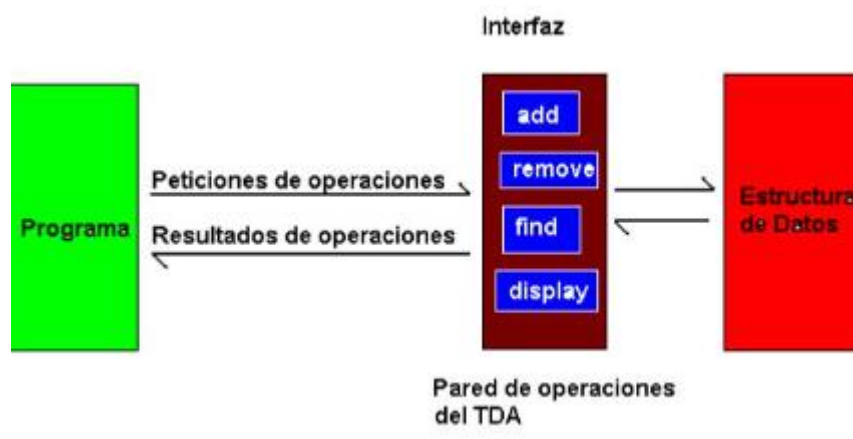 Interfaz
add
remove
find
display
Peticiones de operaciones
Resultados de operaciones
Programa
Estructura
de Datos
Pared de operaciones
del TDA